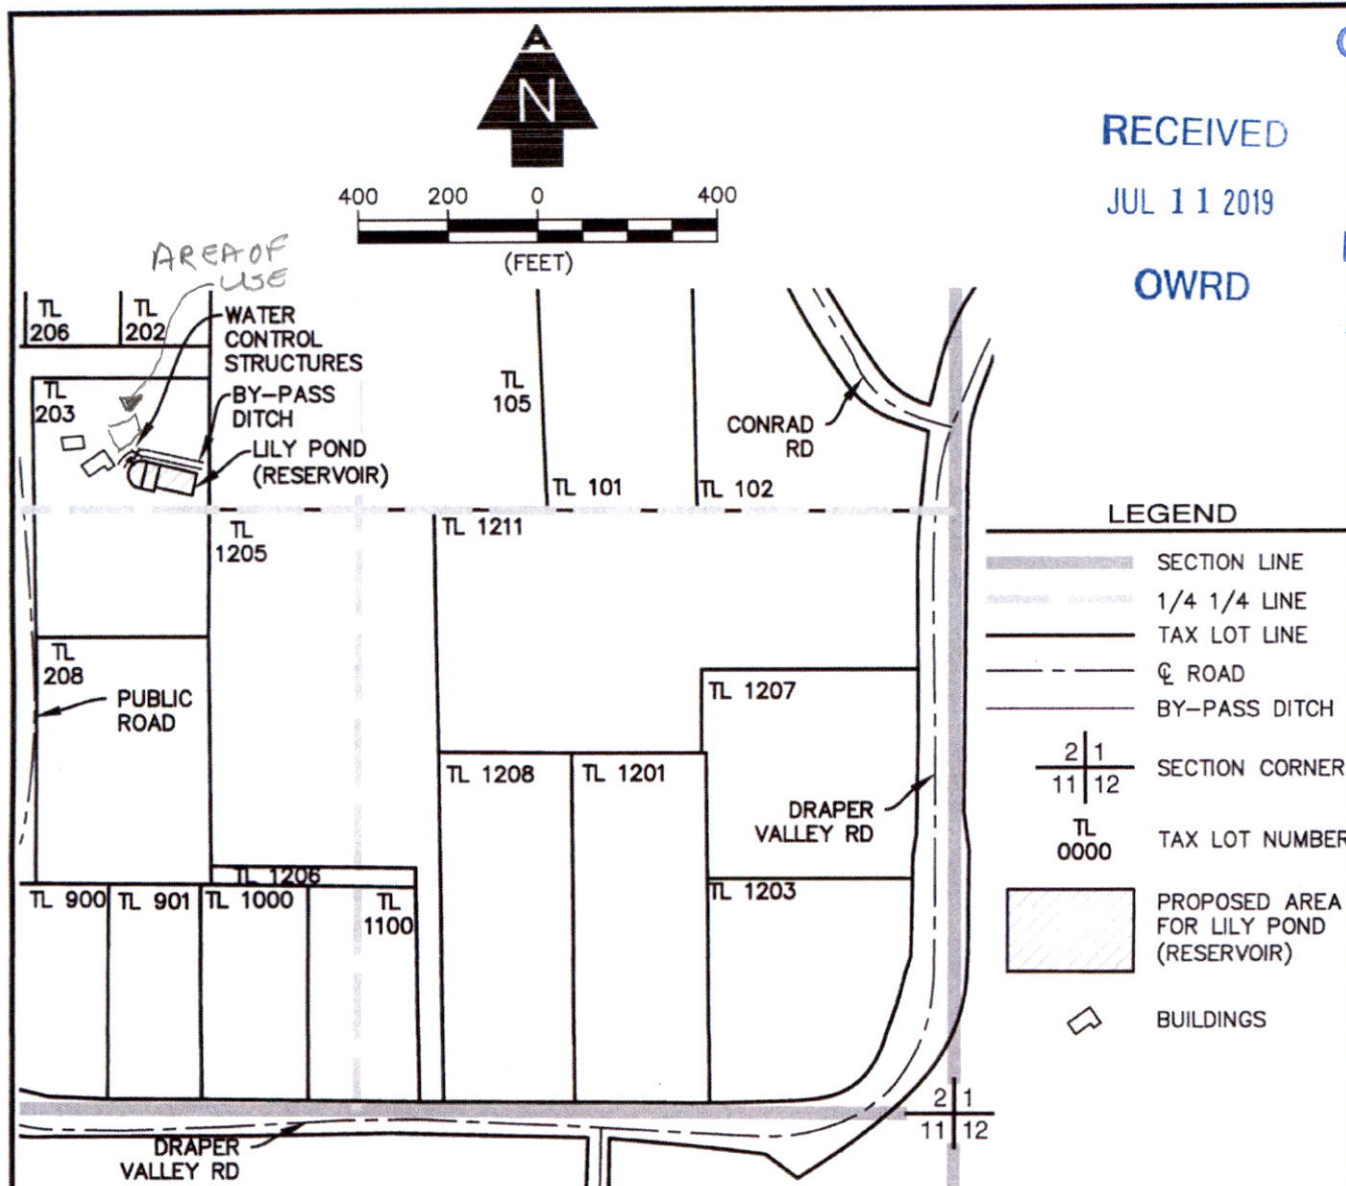 A
N
400 200 0 400
(FEET)
RECEIVED
JUL 11 2019
OWRD
AREA OF
USE
TL
206
TL
202
WATER
CONTROL
STRUCTURES
TL
203
BY-PASS
DITCH
LILY POND
(RESERVOIR)
TL
105
CONRAD
RD
TL 101
TL 102
TL
1205
TL 1211
LEGEND
SECTION LINE
1/4 1/4 LINE
TAX LOT LINE
℄ ROAD
BY-PASS DITCH
2 1
11 12
SECTION CORNER
TL
0000
TAX LOT NUMBER
PROPOSED AREA
FOR LILY POND
(RESERVOIR)
BUILDINGS
TL
208
PUBLIC
ROAD
TL 1207
TL 1208
TL 1201
DRAPER
VALLEY RD
TL 1206
TL 1203
TL 900
TL 901
TL 1000
TL
1100
2 1
11 12
DRAPER
VALLEY RD